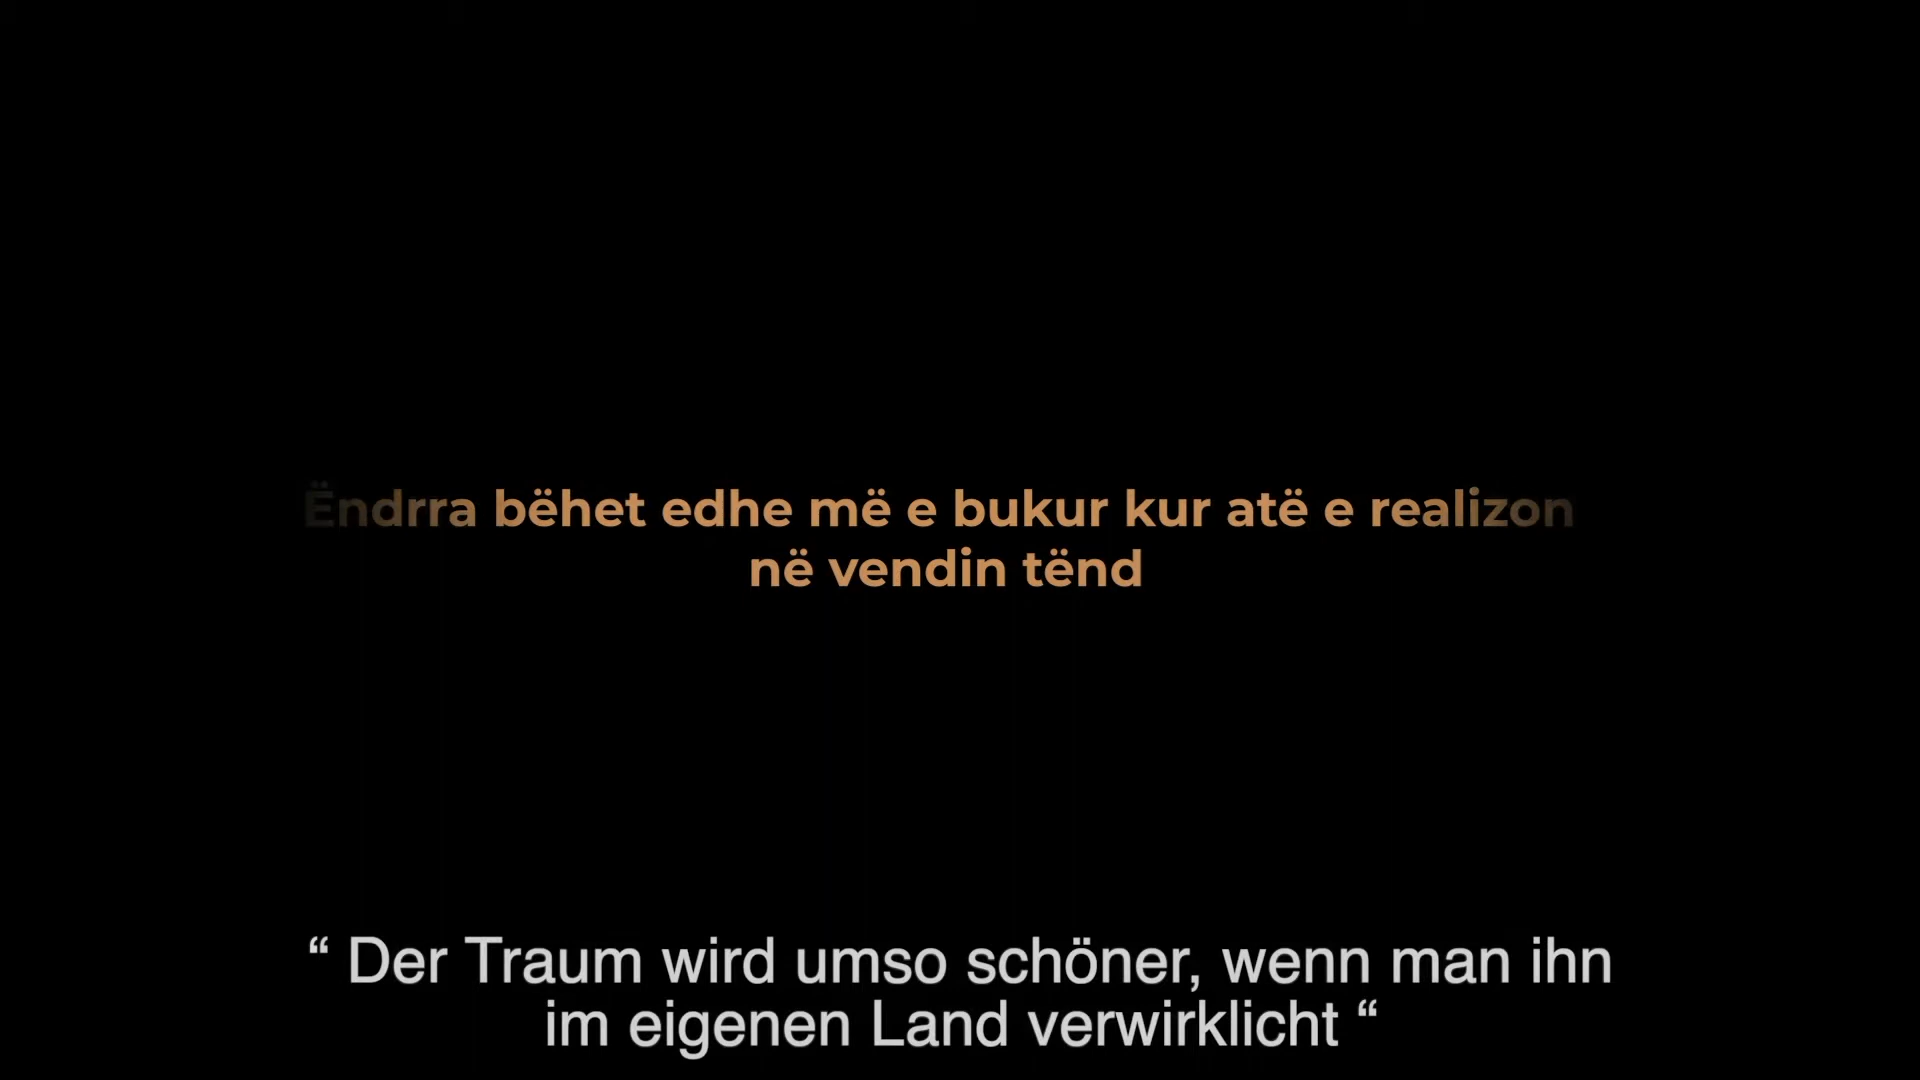 Ëndrra bëhet edhe më e bukur kur atë e realizon
në vendin tënd
“ Der Traum wird umso schöner, wenn man ihn
im eigenen Land verwirklicht “